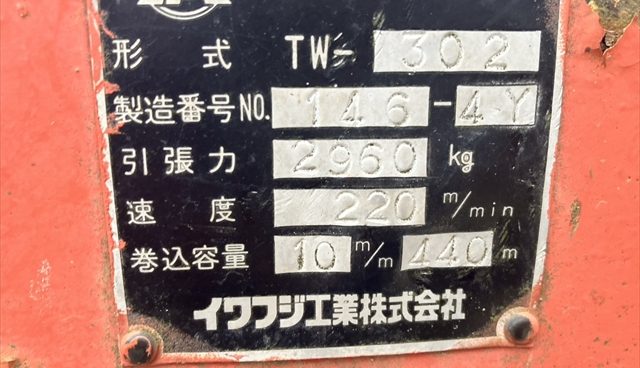 形式 TW-302
製造番号NO. 146-4Y
引張力 2960 kg
速度 220 m/min
巻込容量 10 m/m 440 m
イワフジ工業株式会社